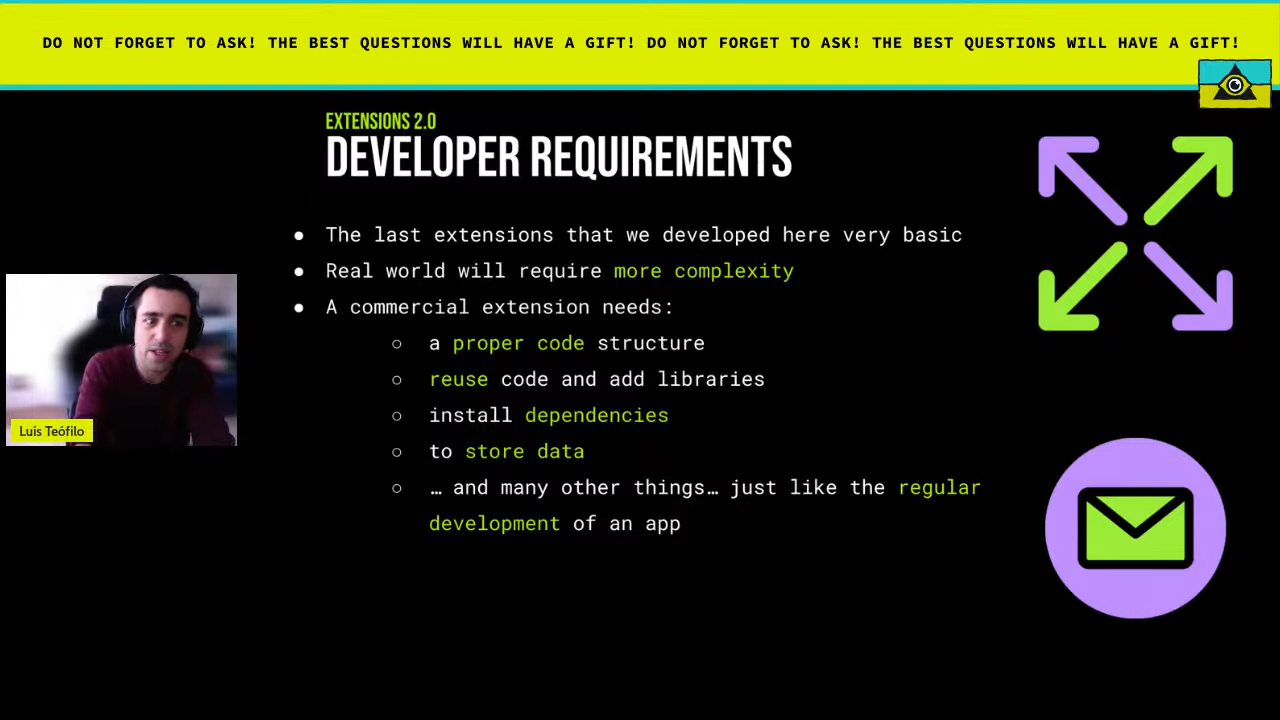 DO NOT FORGET TO ASK! THE BEST QUESTIONS WILL HAVE A GIFT! DO NOT FORGET TO ASK! THE BEST QUESTIONS WILL HAVE A GIFT!
EXTENSIONS 2.0
DEVELOPER REQUIREMENTS
● The last extensions that we developed here very basic
● Real world will require more complexity
● A commercial extension needs:
○ a proper code structure
○ reuse code and add libraries
○ install dependencies
○ to store data
○ … and many other things… just like the regular
development of an app
Luís Teófilo